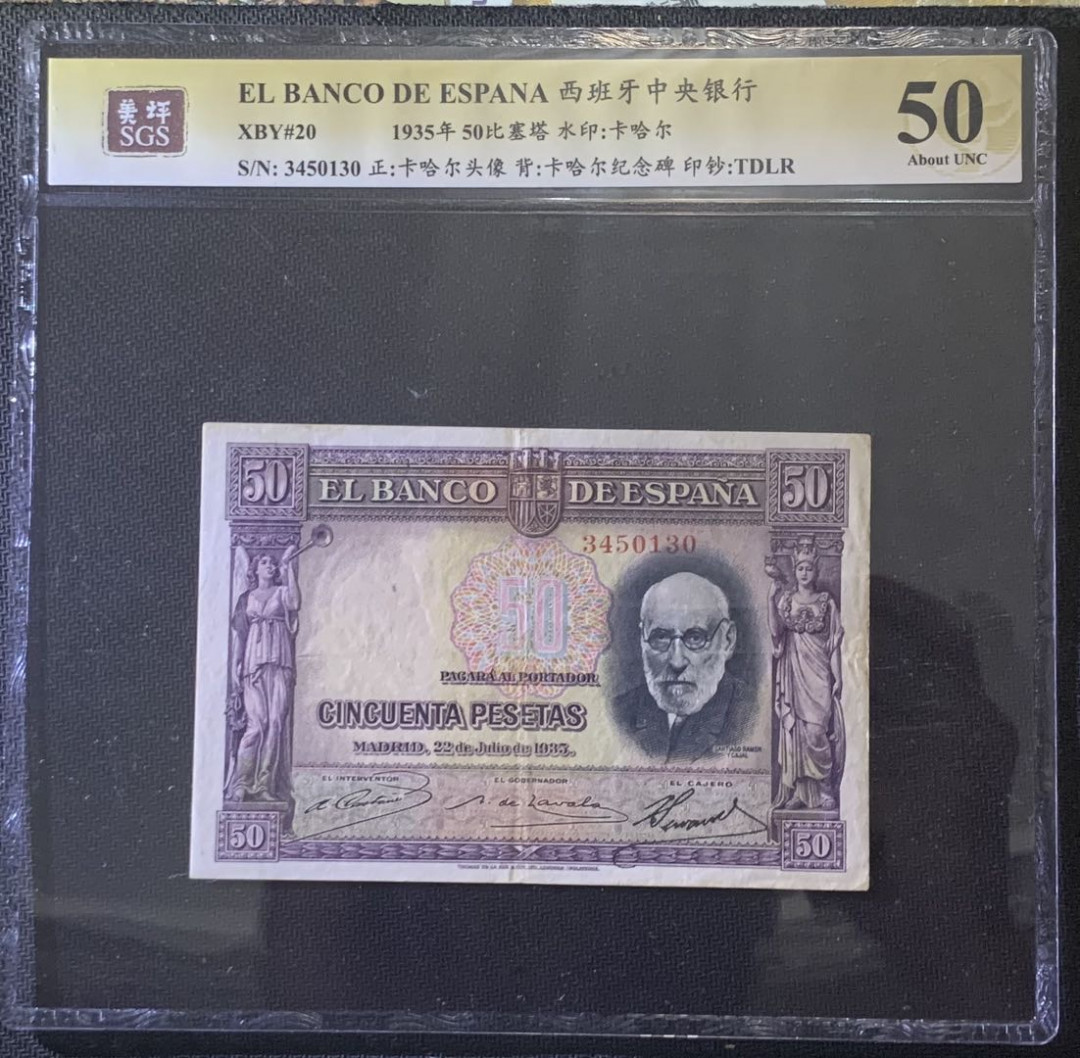 美坪
SGS
EL BANCO DE ESPANA 西班牙中央银行
XBY#20 1935年 50比塞塔 水印:卡哈尔
S/N: 3450130 正:卡哈尔头像 背:卡哈尔纪念碑 印钞:TDLR
50
About UNC
50 EL BANCO DE ESPAÑA 50
3450130
50
PAGARÁ AL PORTADOR
CINCUENTA PESETAS
MADRID, 22 de Julio de 1935.
SANTIAGO RAMÓN
Y CAJAL
EL INTERVENTOR EL GOBERNADOR EL CAJERO
50 50